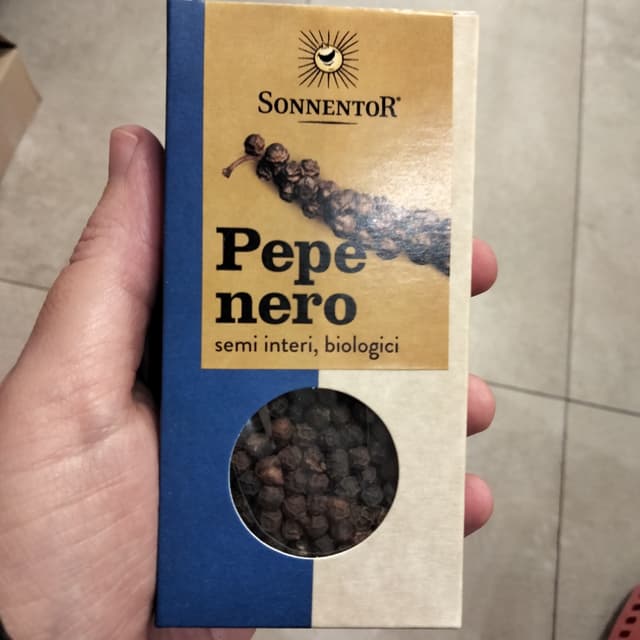 SONNENTOR®
Pepe
nero
semi interi, biologici